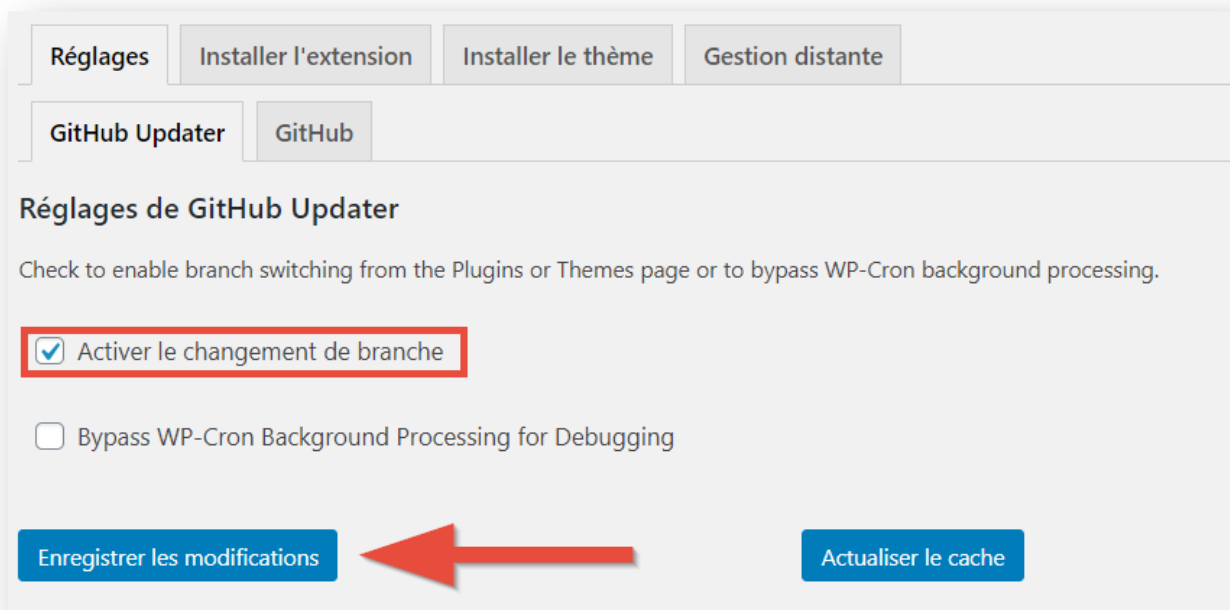 Réglages Installer l'extension Installer le thème Gestion distante
GitHub Updater GitHub
Réglages de GitHub Updater
Check to enable branch switching from the Plugins or Themes page or to bypass WP-Cron background processing.
Activer le changement de branche
Bypass WP-Cron Background Processing for Debugging
Enregistrer les modifications Actualiser le cache